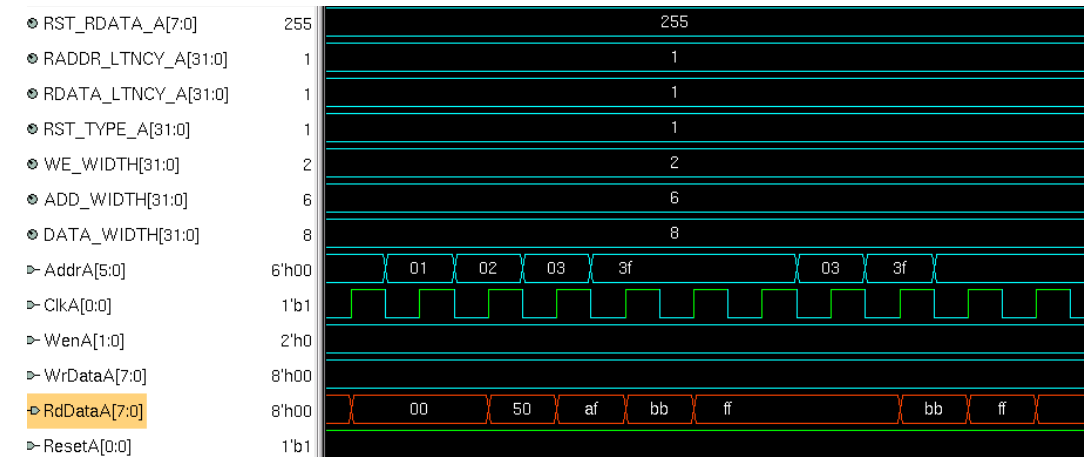 RST_RDATA_A[7:0] 255 255
RADDR_LTNCY_A[31:0] 1 1
RDATA_LTNCY_A[31:0] 1 1
RST_TYPE_A[31:0] 1 1
WE_WIDTH[31:0] 2 2
ADD_WIDTH[31:0] 6 6
DATA_WIDTH[31:0] 8 8
AddrA[5:0] 6'h00 01 02 03 3f 03 3f
ClkA[0:0] 1'b1
WenA[1:0] 2'h0
WrDataA[7:0] 8'h00
RdDataA[7:0] 8'h00 00 50 af bb ff bb ff
ResetA[0:0] 1'b1